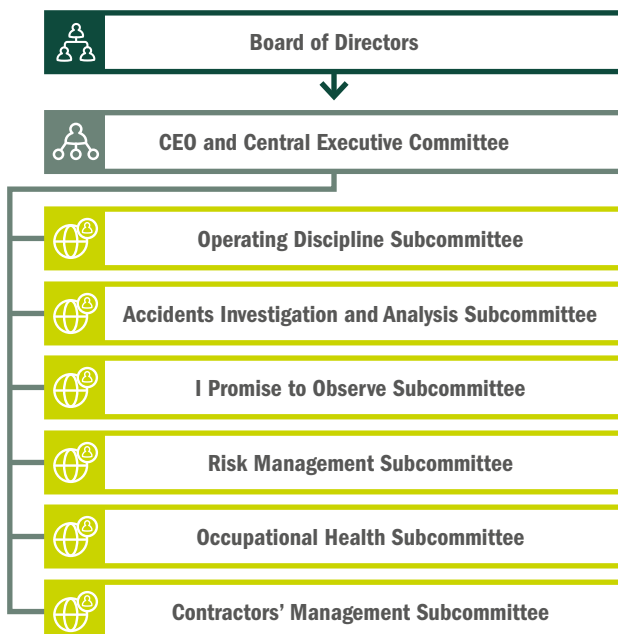 Board of Directors
CEO and Central Executive Committee
Operating Discipline Subcommittee
Accidents Investigation and Analysis Subcommittee
I Promise to Observe Subcommittee
Risk Management Subcommittee
Occupational Health Subcommittee
Contractors’ Management Subcommittee